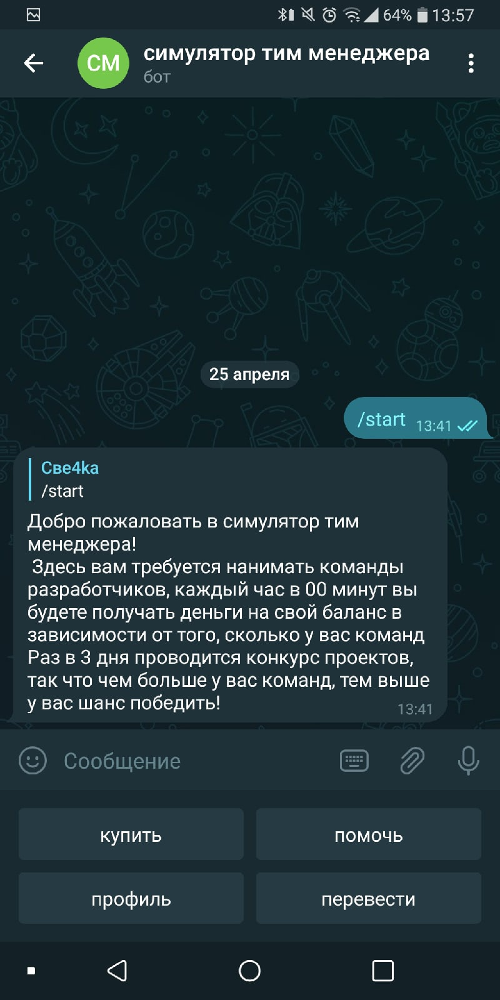 64% 13:57
СМ
симулятор тим менеджера
бот
25 апреля
/start 13:41
Све4ka
/start
Добро пожаловать в симулятор тим
менеджера!
Здесь вам требуется нанимать команды
разработчиков, каждый час в 00 минут вы
будете получать деньги на свой баланс в
зависимости от того, сколько у вас команд
Раз в 3 дня проводится конкурс проектов,
так что чем больше у вас команд, тем выше
у вас шанс победить!
13:41
Сообщение
купить
помочь
профиль
перевести